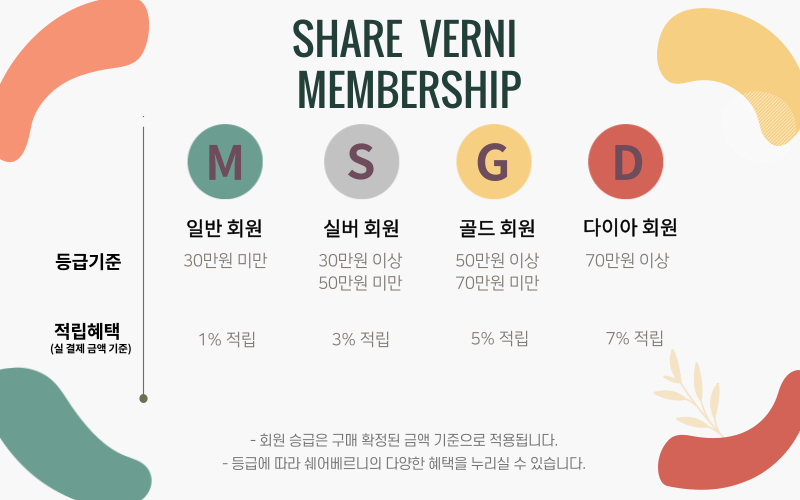 SHARE VERNI
MEMBERSHIP
M S G D
일반 회원 실버 회원 골드 회원 다이아 회원
등급기준 30만원 미만 30만원 이상 50만원 이상 70만원 이상
50만원 미만 70만원 미만
적립혜택 1% 적립 3% 적립 5% 적립 7% 적립
(실 결제 금액 기준)
- 회원 승급은 구매 확정된 금액 기준으로 적용됩니다.
- 등급에 따라 쉐어베르니의 다양한 혜택을 누리실 수 있습니다.